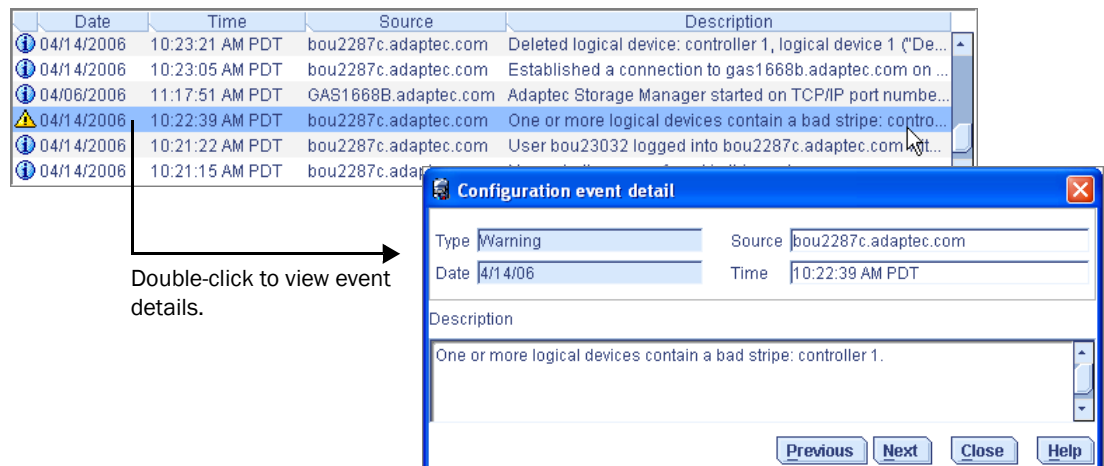 Date Time Source Description
04/14/2006 10:23:21 AM PDT bou2287c.adaptec.com Deleted logical device: controller 1, logical device 1 ("De...
04/14/2006 10:23:05 AM PDT bou2287c.adaptec.com Established a connection to gas1668b.adaptec.com on ...
04/06/2006 11:17:51 AM PDT GAS1668B.adaptec.com Adaptec Storage Manager started on TCP/IP port numbe...
04/14/2006 10:22:39 AM PDT bou2287c.adaptec.com One or more logical devices contain a bad stripe: contro...
04/14/2006 10:21:22 AM PDT bou2287c.adaptec.com User bou23032 logged into bou2287c.adaptec.com
04/14/2006 10:21:15 AM PDT bou2287c.adap
Configuration event detail
Type Warning Source bou2287c.adaptec.com
Date 4/14/06 Time 10:22:39 AM PDT
Double-click to view event
details.
Description
One or more logical devices contain a bad stripe: controller 1.
Previous Next Close Help